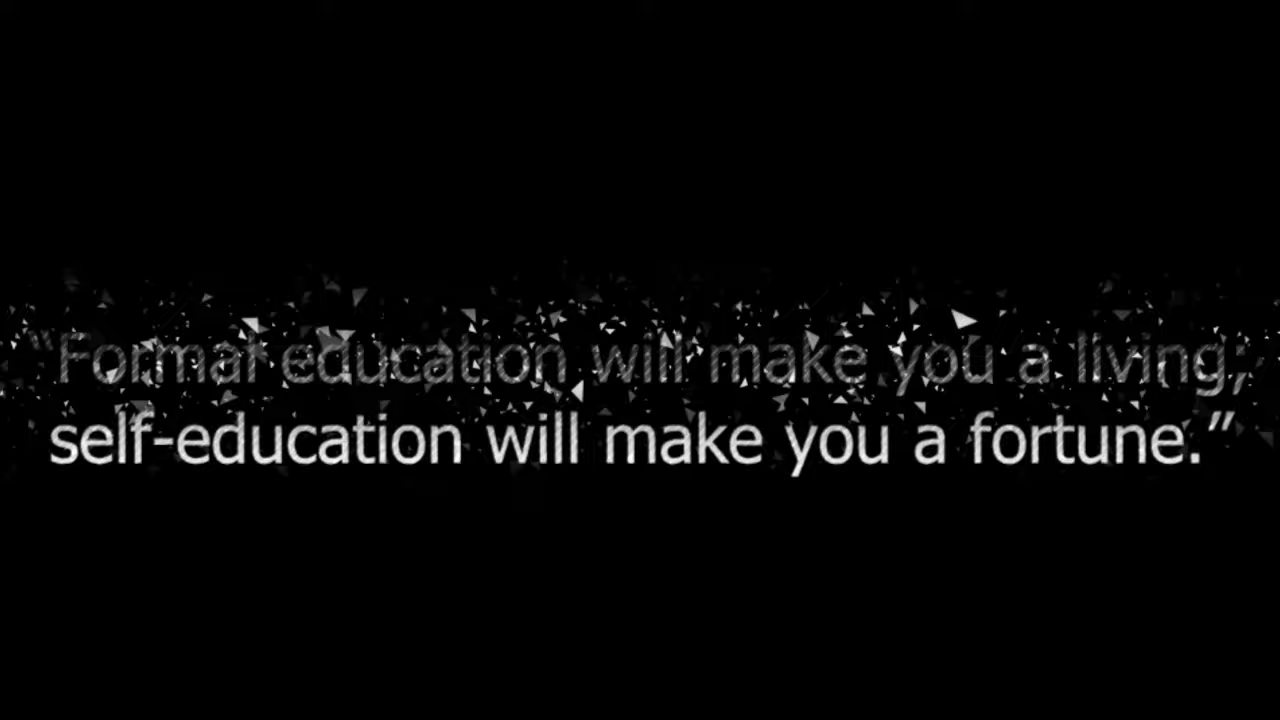 “Formal education will make you a living;
self-education will make you a fortune.”